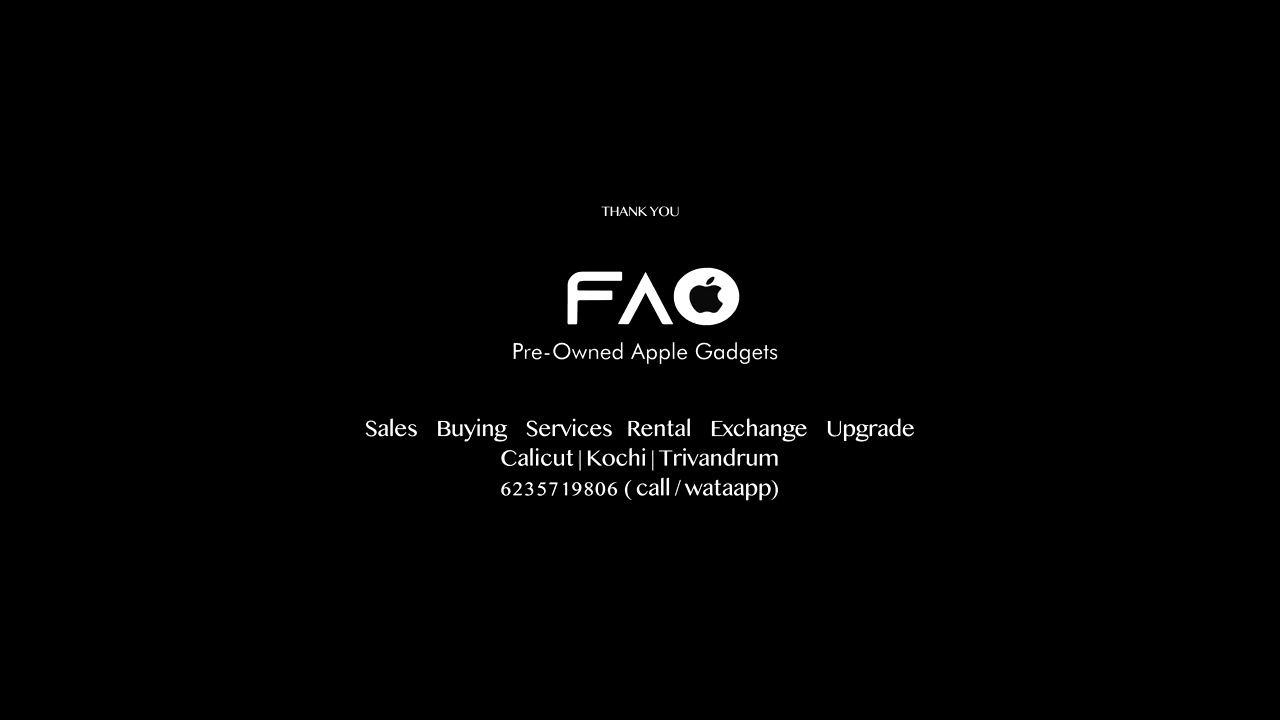 THANK YOU
FAO
Pre-Owned Apple Gadgets
Sales Buying Services Rental Exchange Upgrade
Calicut | Kochi | Trivandrum
6235719806 ( call / wataapp)